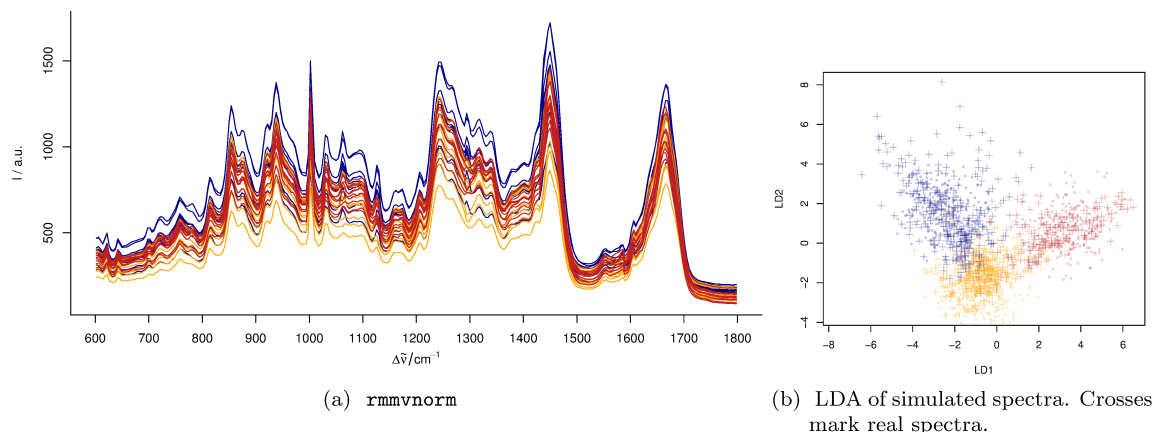 I / a.u.
500
1000
1500
600 700 800 900 1000 1100 1200 1300 1400 1500 1600 1700 1800
Δν̃/cm⁻¹
(a) rmmvnorm
LD2
-4 -2 0 2 4 6 8
-8 -6 -4 -2 0 2 4 6
LD1
(b) LDA of simulated spectra. Crosses
mark real spectra.